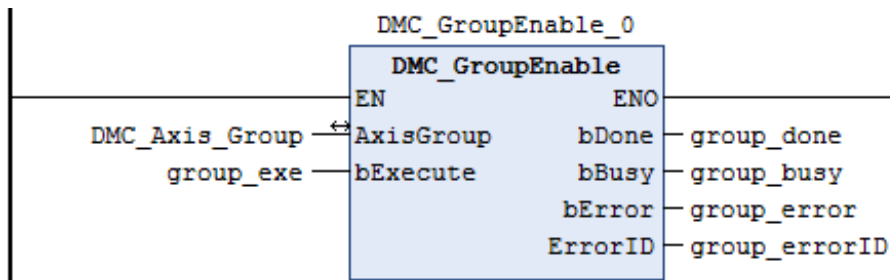 DMC_GroupEnable_0
DMC_GroupEnable
EN ENO
DMC_Axis_Group AxisGroup bDone group_done
group_exe bExecute bBusy group_busy
bError group_error
ErrorID group_errorID